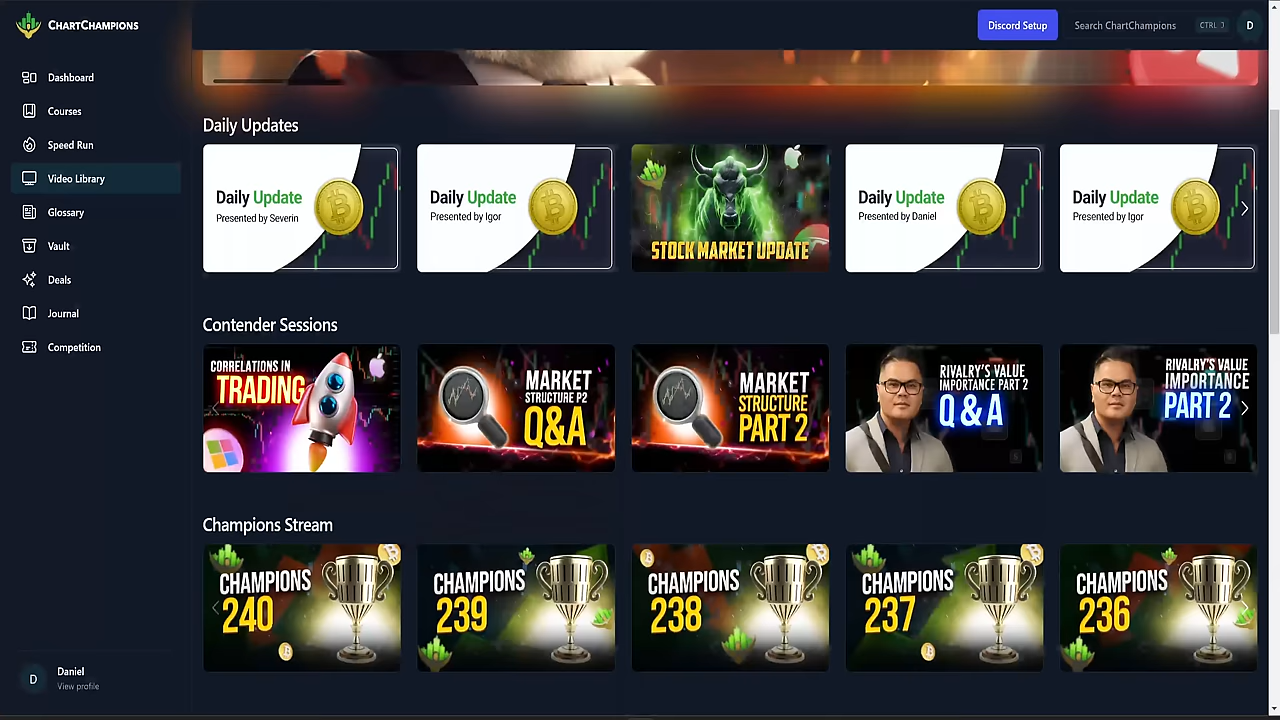 ChartChampions
Discord Setup
Search ChartChampions
CTRL J
D
Dashboard
Courses
Speed Run
Video Library
Glossary
Vault
Deals
Journal
Competition
Daily Updates
Daily Update
Presented by Severin
Daily Update
Presented by Igor
STOCK MARKET UPDATE
Daily Update
Presented by Daniel
Daily Update
Presented by Igor
Contender Sessions
CORRELATIONS IN
TRADING
MARKET
STRUCTURE P2
Q&A
MARKET
STRUCTURE
PART 2
RIVALRY'S VALUE
IMPORTANCE PART 2
Q&A
RIVALRY'S VALUE
IMPORTANCE
PART 2
Champions Stream
CHAMPIONS
240
CHAMPIONS
239
CHAMPIONS
238
CHAMPIONS
237
CHAMPIONS
236
D
Daniel
View profile